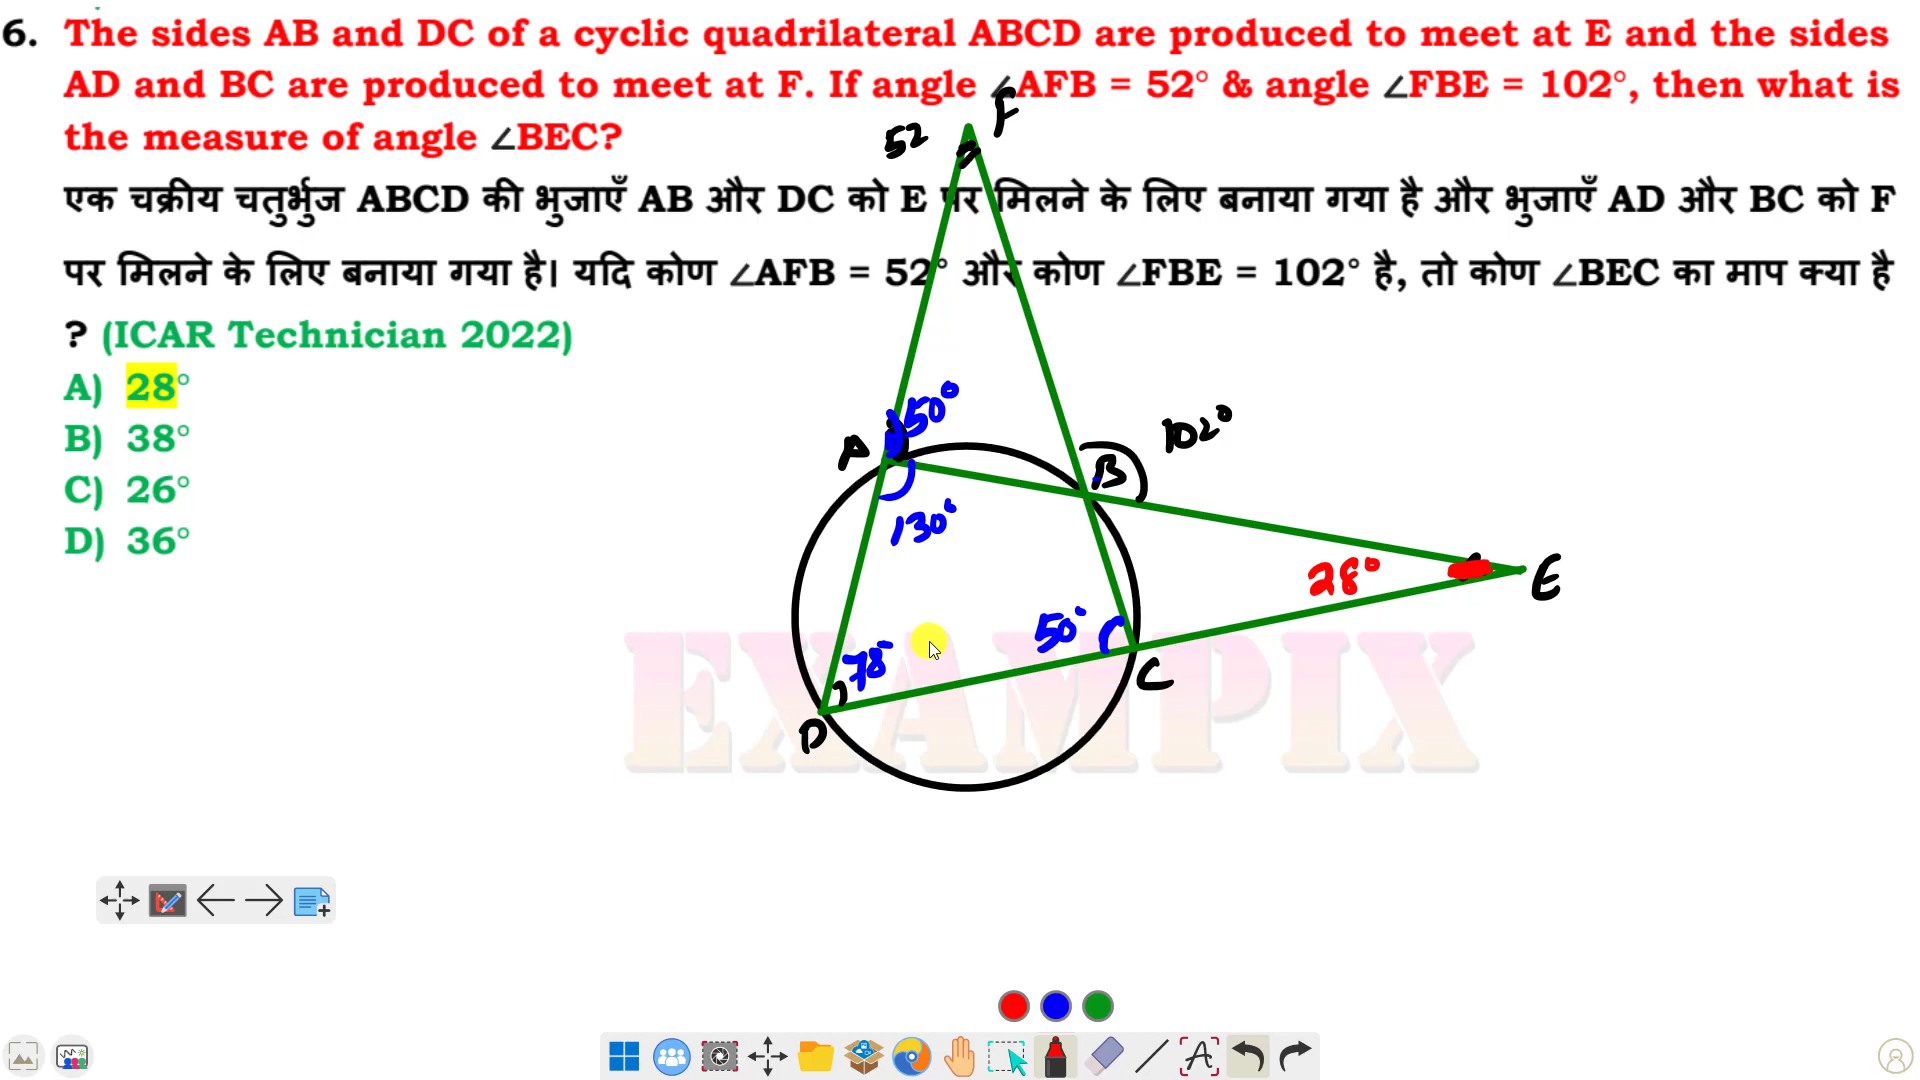 6. The sides AB and DC of a cyclic quadrilateral ABCD are produced to meet at E and the sides
AD and BC are produced to meet at F. If angle ∠AFB = 52° & angle ∠FBE = 102°, then what is
the measure of angle ∠BEC?
एक चक्रीय चतुर्भुज ABCD की भुजाएँ AB और DC को E पर मिलने के लिए बनाया गया है और भुजाएँ AD और BC को F
पर मिलने के लिए बनाया गया है। यदि कोण ∠AFB = 52° और कोण ∠FBE = 102° है, तो कोण ∠BEC का माप क्या है
? (ICAR Technician 2022)
A) 28°
B) 38°
C) 26°
D) 36°
F
52
50°
A
102°
B
130°
28°
E
50°
78°
C
D
EXAMPIX